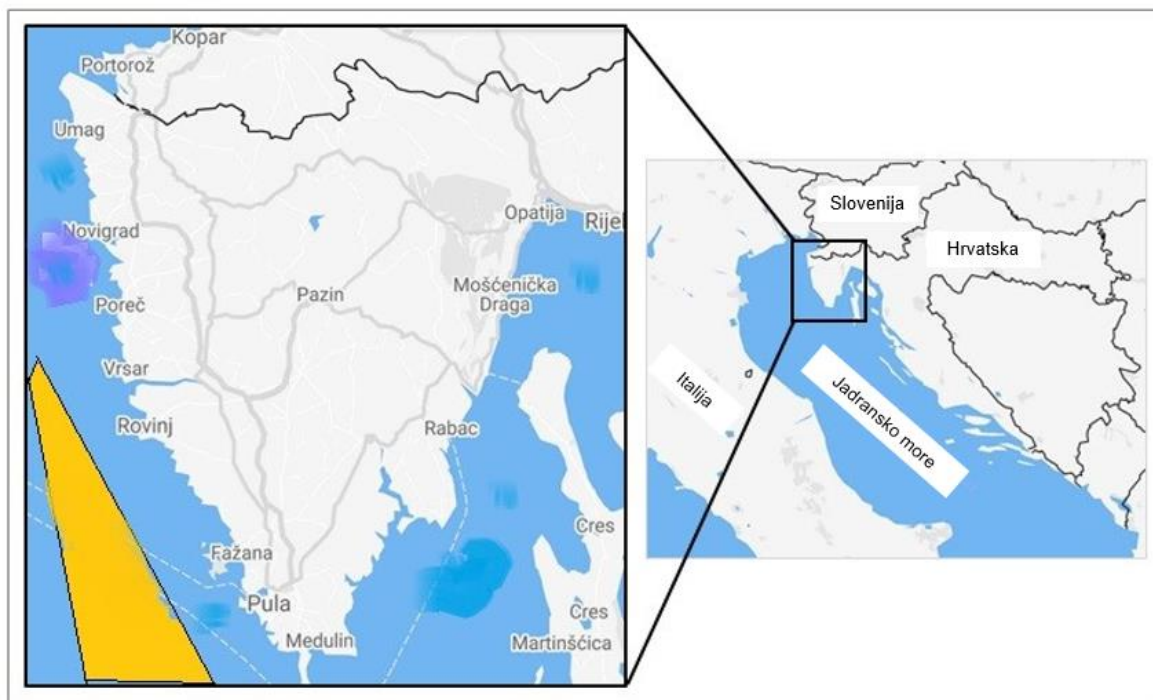 Kopar
Portorož
Umag
Novigrad
Poreč
Vrsar
Rovinj
Fažana
Pula
Medulin
Pazin
Opatija
Rijel
Mošćenička
Draga
Rabac
Cres
Cres
Martinšćica
Slovenija
Hrvatska
Italija
Jadransko more